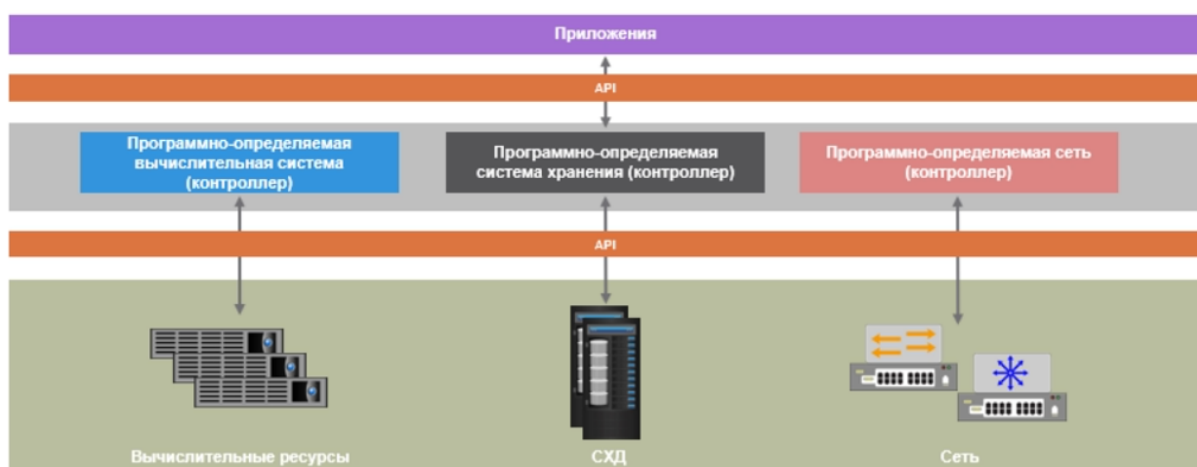 Приложения
API
Программно-определяемая
вычислительная система
(контроллер)
Программно-определяемая
система хранения (контроллер)
Программно-определяемая сеть
(контроллер)
API
Вычислительные ресурсы
СХД
Сеть